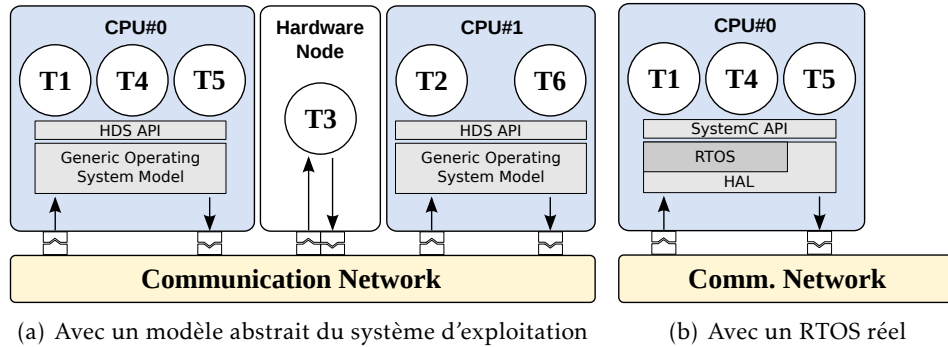 CPU#0
T1 T4 T5
HDS API
Generic Operating
System Model
Hardware
Node
T3
CPU#1
T2 T6
HDS API
Generic Operating
System Model
Communication Network
(a) Avec un modèle abstrait du système d'exploitation
CPU#0
T1 T4 T5
SystemC API
RTOS
HAL
Comm. Network
(b) Avec un RTOS réel